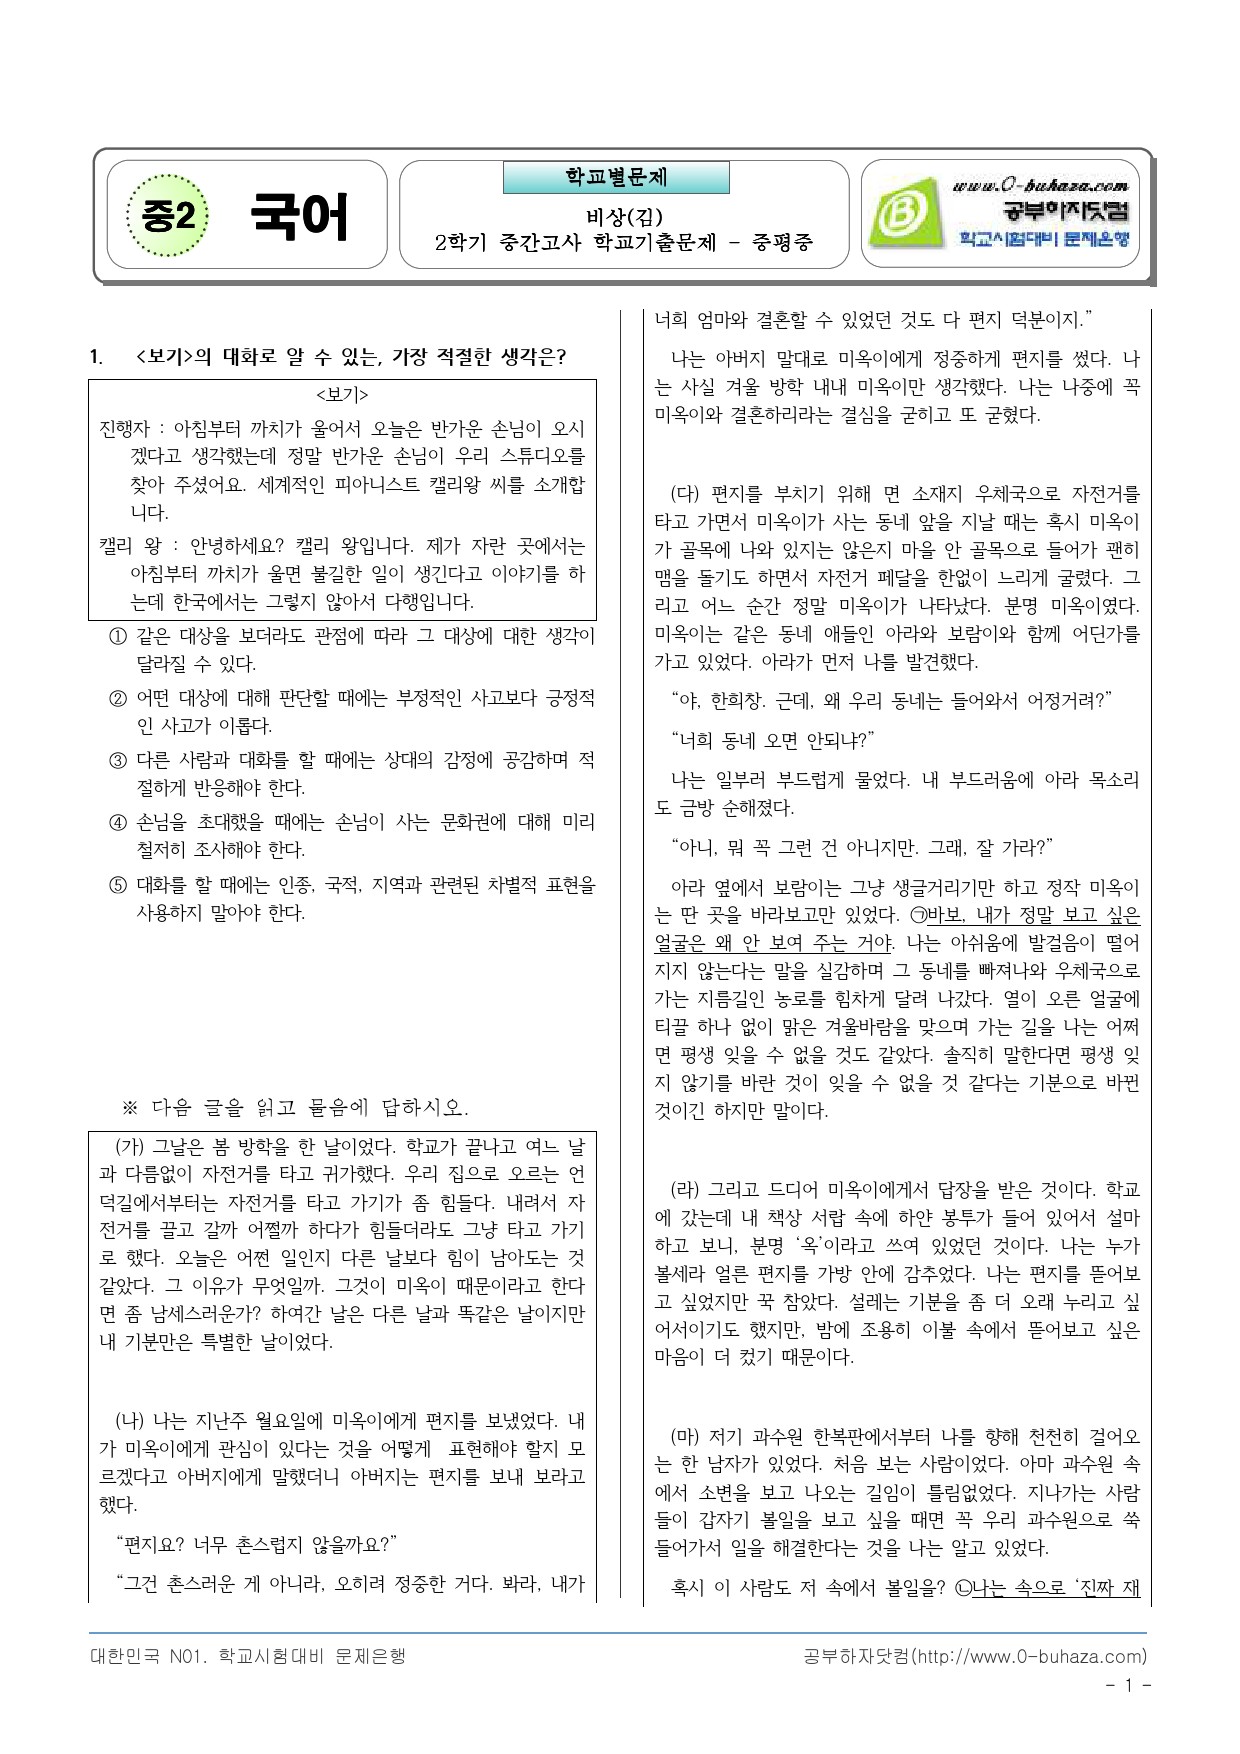 중2 국어
학교별문제
비상(김)
2학기 중간고사 학교기출문제 - 증평중
www.O-buhaza.com
공부하자닷컴
학교시험대비 문제은행
1. <보기>의 대화로 알 수 있는, 가장 적절한 생각은?
<보기>
진행자 : 아침부터 까치가 울어서 오늘은 반가운 손님이 오시
겠다고 생각했는데 정말 반가운 손님이 우리 스튜디오를
찾아 주셨어요. 세계적인 피아니스트 캘리왕 씨를 소개합
니다.
캘리 왕 : 안녕하세요? 캘리 왕입니다. 제가 자란 곳에서는
아침부터 까치가 울면 불길한 일이 생긴다고 이야기를 하
는데 한국에서는 그렇지 않아서 다행입니다.
① 같은 대상을 보더라도 관점에 따라 그 대상에 대한 생각이
달라질 수 있다.
② 어떤 대상에 대해 판단할 때에는 부정적인 사고보다 긍정적
인 사고가 이롭다.
③ 다른 사람과 대화를 할 때에는 상대의 감정에 공감하며 적
절하게 반응해야 한다.
④ 손님을 초대했을 때에는 손님이 사는 문화권에 대해 미리
철저히 조사해야 한다.
⑤ 대화를 할 때에는 인종, 국적, 지역과 관련된 차별적 표현을
사용하지 말아야 한다.
※ 다음 글을 읽고 물음에 답하시오.
(가) 그날은 봄 방학을 한 날이었다. 학교가 끝나고 여느 날
과 다름없이 자전거를 타고 귀가했다. 우리 집으로 오르는 언
덕길에서부터는 자전거를 타고 가기가 좀 힘들다. 내려서 자
전거를 끌고 갈까 어쩔까 하다가 힘들더라도 그냥 타고 가기
로 했다. 오늘은 어쩐 일인지 다른 날보다 힘이 남아도는 것
같았다. 그 이유가 무엇일까. 그것이 미옥이 때문이라고 한다
면 좀 남세스러운가? 하여간 날은 다른 날과 똑같은 날이지만
내 기분만은 특별한 날이었다.
(나) 나는 지난주 월요일에 미옥이에게 편지를 보냈었다. 내
가 미옥이에게 관심이 있다는 것을 어떻게 표현해야 할지 모
르겠다고 아버지에게 말했더니 아버지는 편지를 보내 보라고
했다.
“편지요? 너무 촌스럽지 않을까요?”
“그건 촌스러운 게 아니라, 오히려 정중한 거다. 봐라, 내가
너희 엄마와 결혼할 수 있었던 것도 다 편지 덕분이지.”
나는 아버지 말대로 미옥이에게 정중하게 편지를 썼다. 나
는 사실 겨울 방학 내내 미옥이만 생각했다. 나는 나중에 꼭
미옥이와 결혼하리라는 결심을 굳히고 또 굳혔다.
(다) 편지를 부치기 위해 면 소재지 우체국으로 자전거를
타고 가면서 미옥이가 사는 동네 앞을 지날 때는 혹시 미옥이
가 골목에 나와 있지는 않은지 마을 안 골목으로 들어가 괜히
맴을 돌기도 하면서 자전거 페달을 한없이 느리게 굴렸다. 그
리고 어느 순간 정말 미옥이가 나타났다. 분명 미옥이였다.
미옥이는 같은 동네 애들인 아라와 보람이와 함께 어딘가를
가고 있었다. 아라가 먼저 나를 발견했다.
“야, 한희창. 근데, 왜 우리 동네는 들어와서 어정거려?”
“너희 동네 오면 안되냐?”
나는 일부러 부드럽게 물었다. 내 부드러움에 아라 목소리
도 금방 순해졌다.
“아니, 뭐 꼭 그런 건 아니지만. 그래, 잘 가라?”
아라 옆에서 보람이는 그냥 생글거리기만 하고 정작 미옥이
는 딴 곳을 바라보고만 있었다. ㉠바보, 내가 정말 보고 싶은
얼굴은 왜 안 보여 주는 거야. 나는 아쉬움에 발걸음이 떨어
지지 않는다는 말을 실감하며 그 동네를 빠져나와 우체국으로
가는 지름길인 농로를 힘차게 달려 나갔다. 열이 오른 얼굴에
티끌 하나 없이 맑은 겨울바람을 맞으며 가는 길을 나는 어쩌
면 평생 잊을 수 없을 것도 같았다. 솔직히 말한다면 평생 잊
지 않기를 바란 것이 잊을 수 없을 것 같다는 기분으로 바뀐
것이긴 하지만 말이다.
(라) 그리고 드디어 미옥이에게서 답장을 받은 것이다. 학교
에 갔는데 내 책상 서랍 속에 하얀 봉투가 들어 있어서 설마
하고 보니, 분명 ‘옥’이라고 쓰여 있었던 것이다. 나는 누가
볼세라 얼른 편지를 가방 안에 감추었다. 나는 편지를 뜯어보
고 싶었지만 꾹 참았다. 설레는 기분을 좀 더 오래 누리고 싶
어서이기도 했지만, 밤에 조용히 이불 속에서 뜯어보고 싶은
마음이 더 컸기 때문이다.
(마) 저기 과수원 한복판에서부터 나를 향해 천천히 걸어오
는 한 남자가 있었다. 처음 보는 사람이었다. 아마 과수원 속
에서 소변을 보고 나오는 길임이 틀림없었다. 지나가는 사람
들이 갑자기 볼일을 보고 싶을 때면 꼭 우리 과수원으로 쑥
들어가서 일을 해결한다는 것을 나는 알고 있었다.
혹시 이 사람도 저 속에서 볼일을? ㉡나는 속으로 ‘진짜 재
대한민국 N01. 학교시험대비 문제은행
공부하자닷컴(http://www.O-buhaza.com)
- 1 -